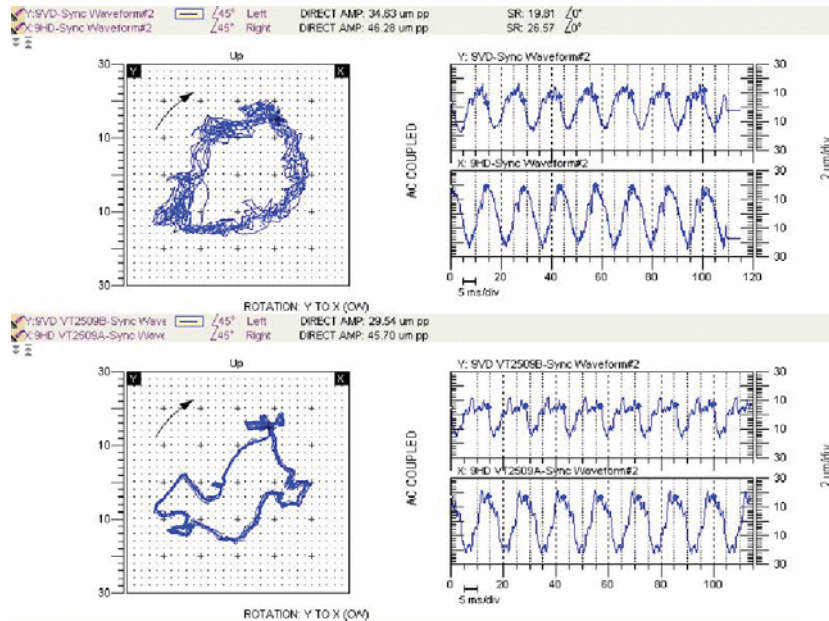 Y:9VD-Sync Waveform#2 ∠45° Left DIRECT AMP: 34.63 um pp SR: 19.81 ∠0°
X:9HD-Sync Waveform#2 ∠45° Right DIRECT AMP: 46.28 um pp SR: 26.57 ∠0°
Up
Y: 9VD-Sync Waveform#2
30 Y X 30
10 10
30
AC COUPLED
X: 9HD-Sync Waveform#2
2 um/div
10 10
30 30
0 20 40 60 80 100 120
5 ms/div
ROTATION: Y TO X (CW)
Y:9VD VT2509B-Sync Wave ∠45° Left DIRECT AMP: 29.54 um pp
X:9HD VT2509A-Sync Wave ∠45° Right DIRECT AMP: 45.70 um pp
Up
Y: 9VD VT2509B-Sync Waveform#2
30 Y X 30
10 10
30
AC COUPLED
X: 9HD VT2509A-Sync Waveform#2
2 um/div
10 10
30 30
0 20 40 60 80 100
5 ms/div
ROTATION: Y TO X (CW)